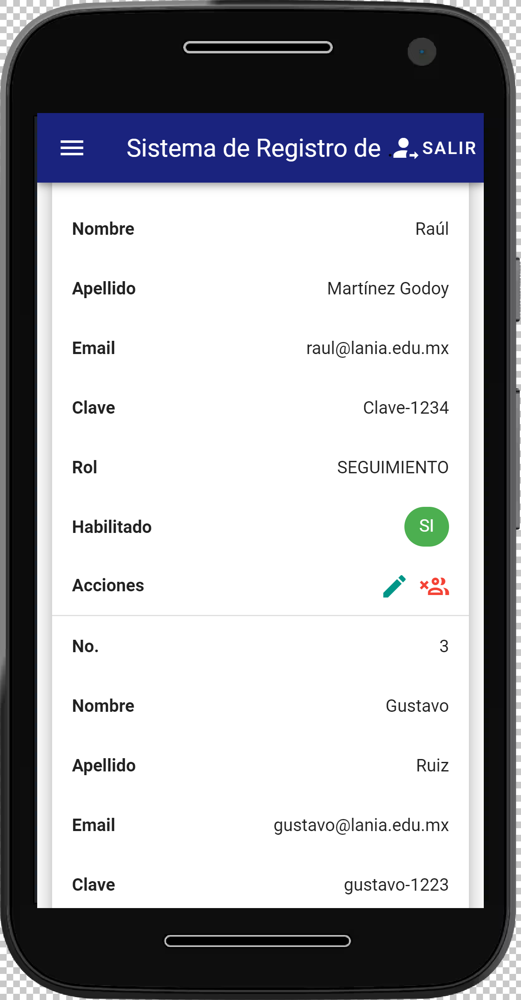 Sistema de Registro de . SALIR
Nombre Raúl
Apellido Martínez Godoy
Email raul@lania.edu.mx
Clave Clave-1234
Rol SEGUIMIENTO
Habilitado SI
Acciones
No. 3
Nombre Gustavo
Apellido Ruiz
Email gustavo@lania.edu.mx
Clave gustavo-1223